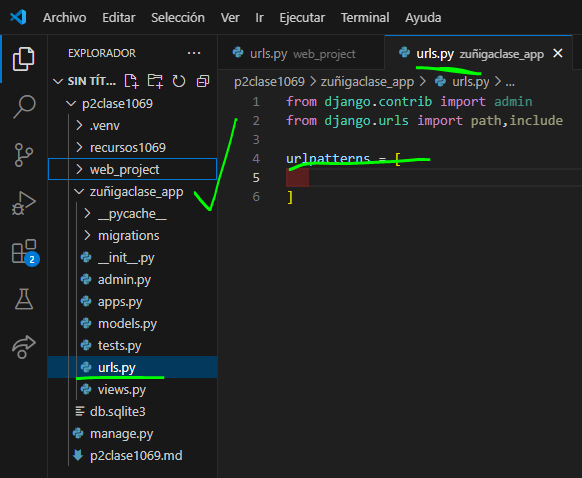 Archivo Editar Selección Ver Ir Ejecutar Terminal Ayuda
EXPLORADOR ...
urls.py web_project
urls.py zuñigaclase_app
SIN TÍT...
p2clase1069 > zuñigaclase_app > urls.py > ...
p2clase1069
.venv
recursos1069
web_project
zuñigaclase_app
__pycache__
migrations
__init__.py
admin.py
apps.py
models.py
tests.py
urls.py
views.py
db.sqlite3
manage.py
p2clase1069.md
2
1 from django.contrib import admin
2 from django.urls import path,include
3
4 urlpatterns = [
5
6 ]